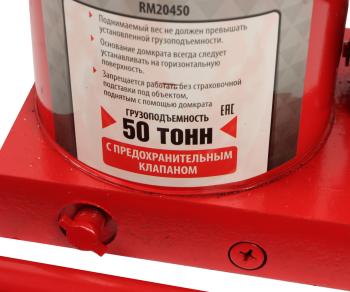 RM20450
Поднимаемый вес не должен превышать
установленной грузоподъемности.
Основание домкрата всегда следует
устанавливать на горизонтальную
поверхность.
Запрещается работать без страховочной
подставки под объектом,
поднятым с помощью домкрата
EAC
ГРУЗОПОДЪЕМНОСТЬ
50 ТОНН
С ПРЕДОХРАНИТЕЛЬНЫМ
КЛАПАНОМ